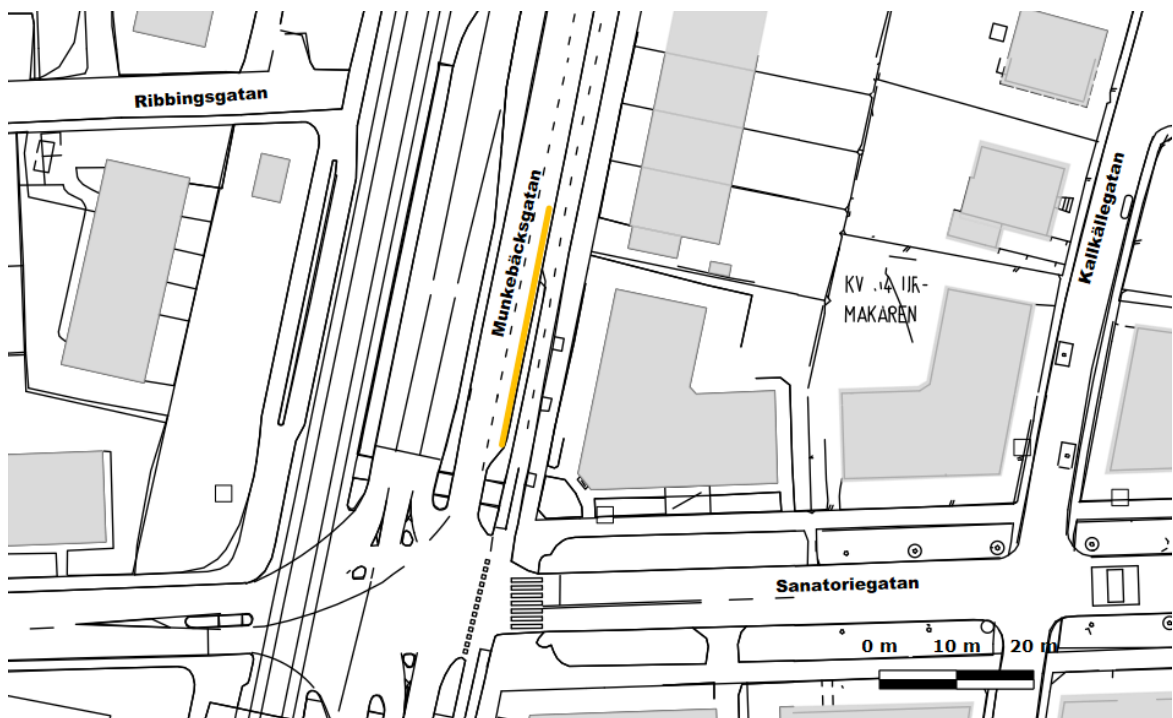 Ribbingsgatan
Munkebäcksgatan
Kallkällegatan
KV
MAKAREN
Sanatoriegatan
0 m 10 m 20 m